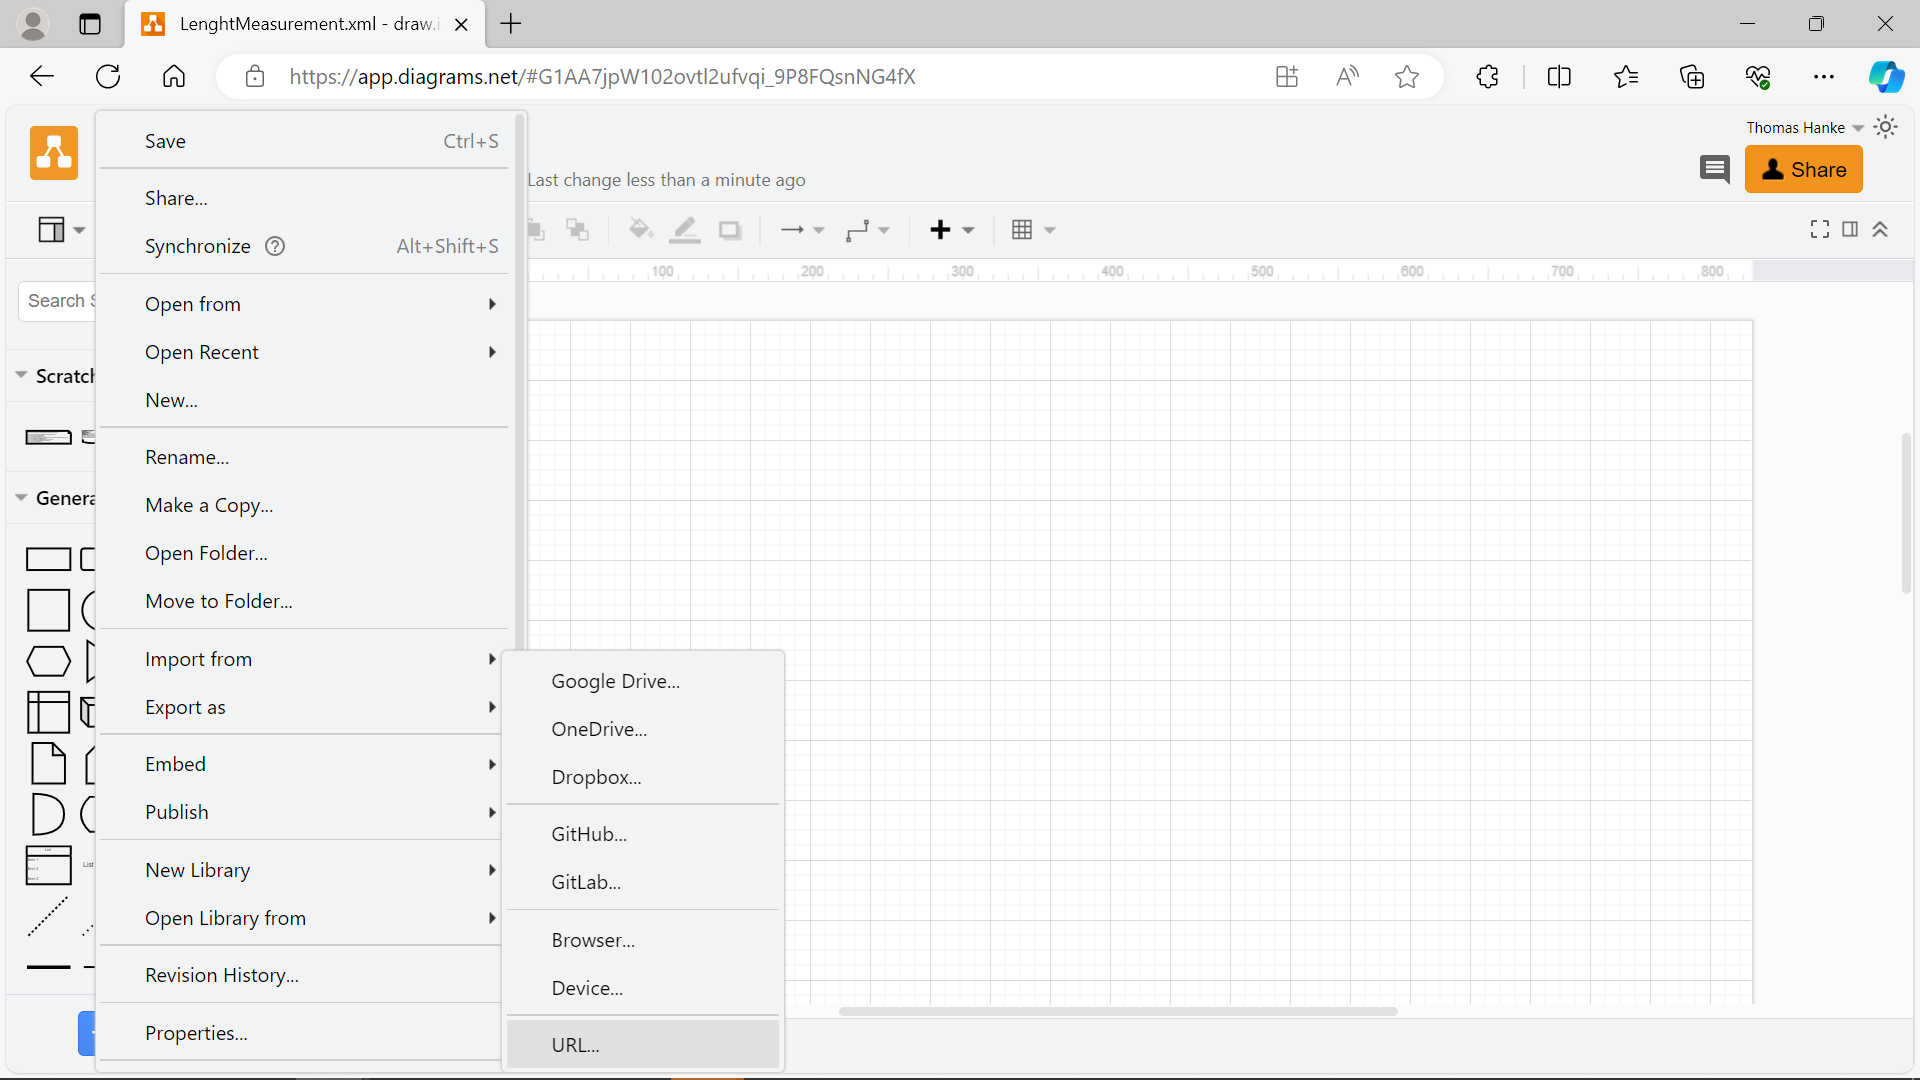 LenghtMeasurement.xml - draw.i
https://app.diagrams.net/#G1AA7jpW102ovtl2ufvqi_9P8FQsnNG4fX
Thomas Hanke
Share
Last change less than a minute ago
Save Ctrl+S
Share...
Synchronize Alt+Shift+S
Open from
Open Recent
New...
Rename...
Make a Copy...
Open Folder...
Move to Folder...
Import from
Export as
Embed
Publish
New Library
Open Library from
Revision History...
Properties...
Google Drive...
OneDrive...
Dropbox...
GitHub...
GitLab...
Browser...
Device...
URL...
100 200 300 400 500 600 700 800
Search S
Scratch
Genera
List